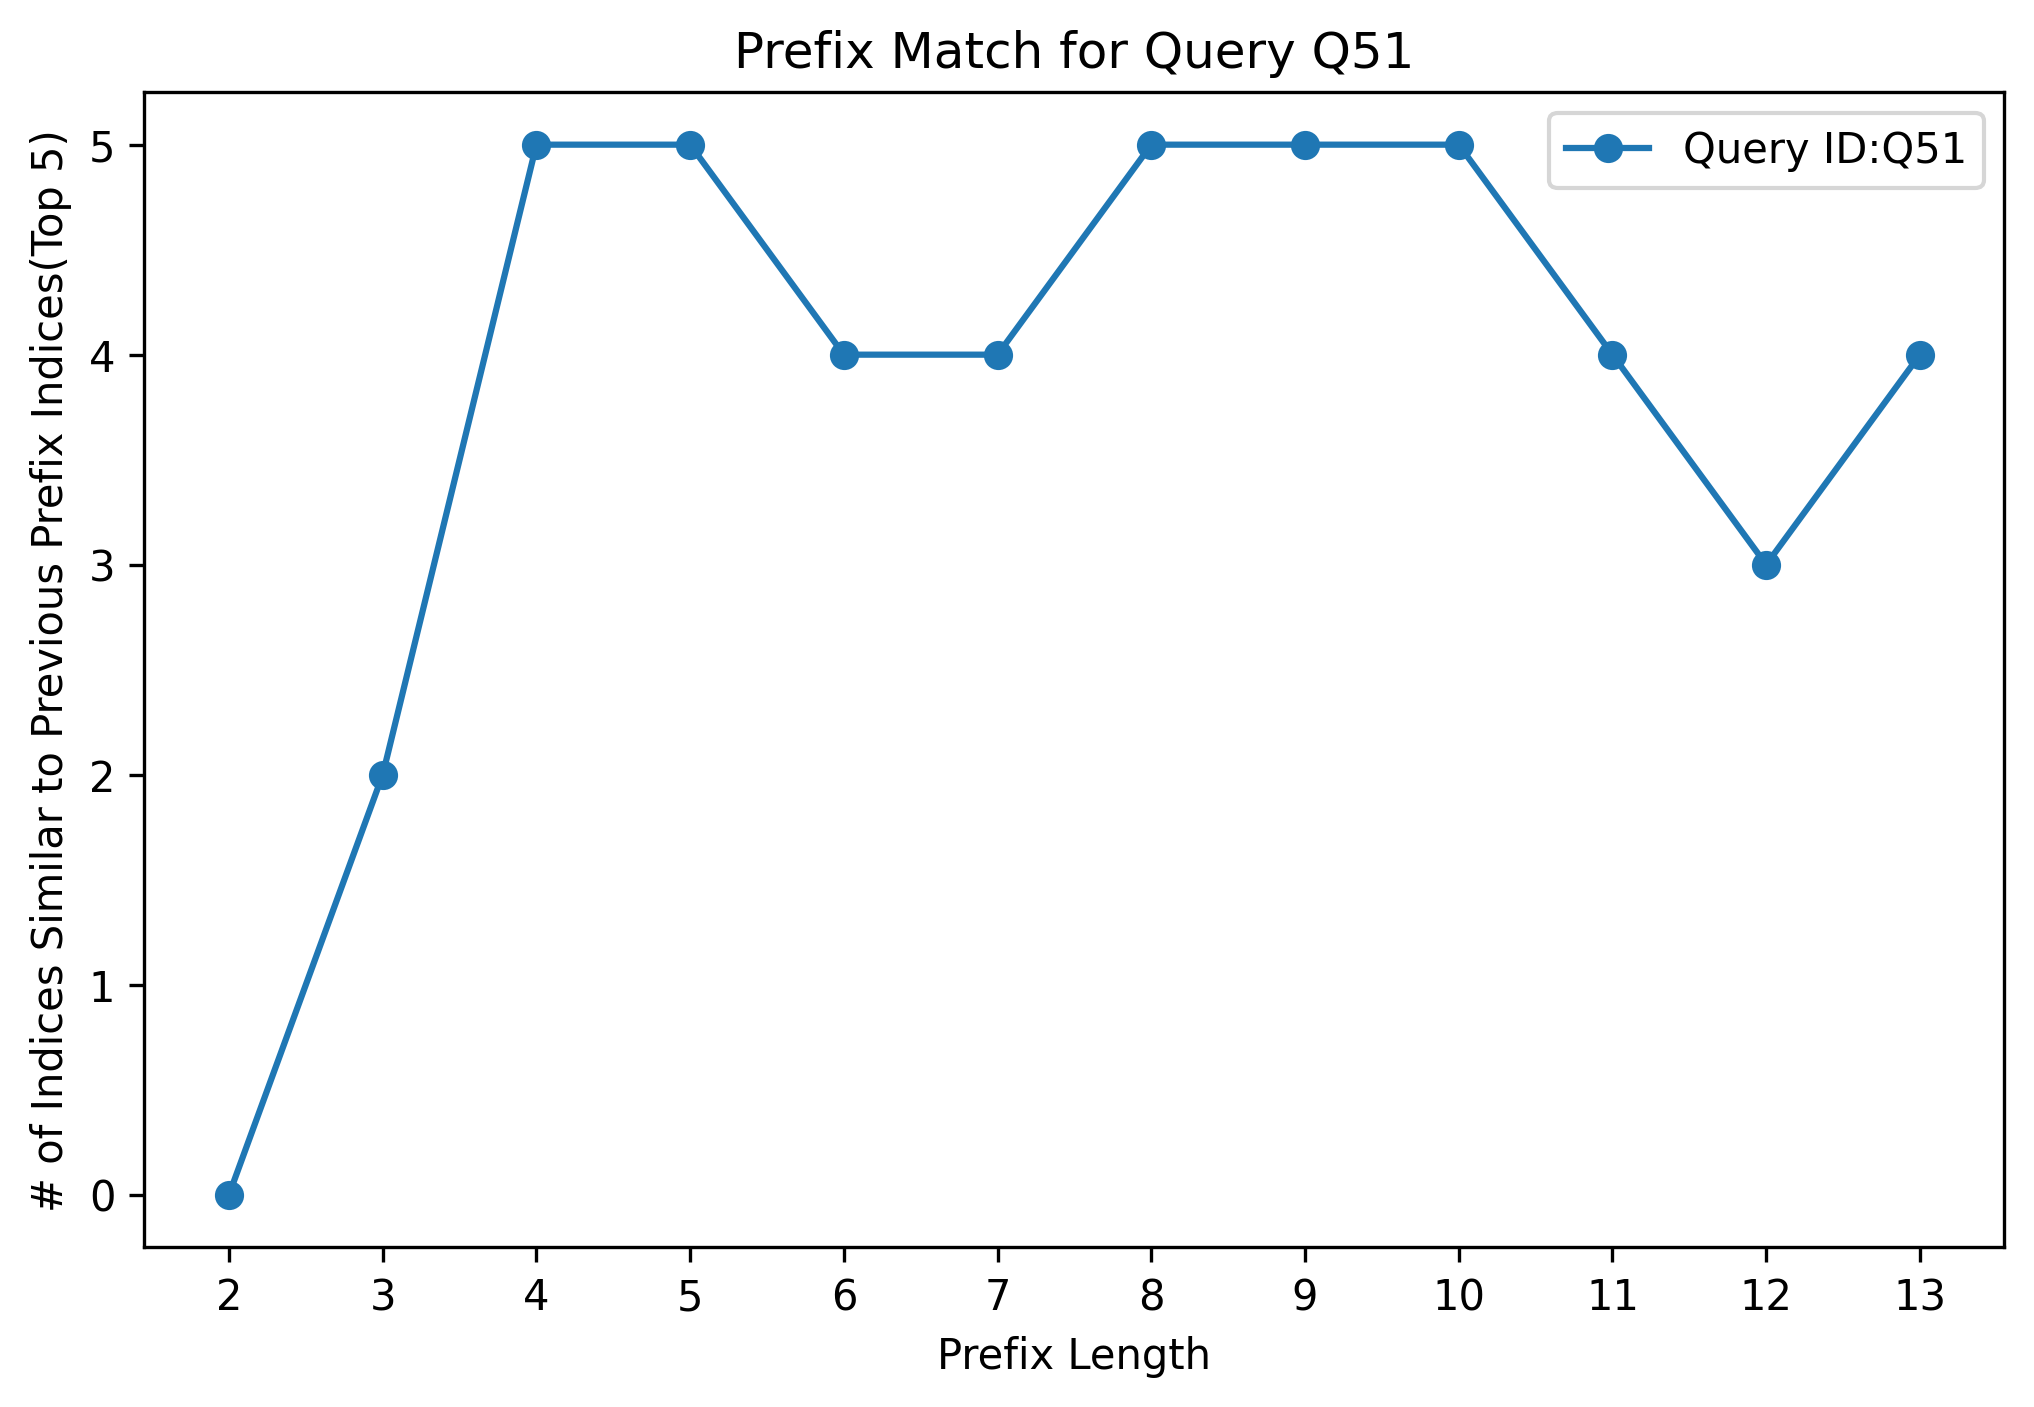 Prefix Match for Query Q51
Query ID:Q51
# of Indices Similar to Previous Prefix Indices(Top 5)
5
4
3
2
1
0
2 3 4 5 6 7 8 9 10 11 12 13
Prefix Length